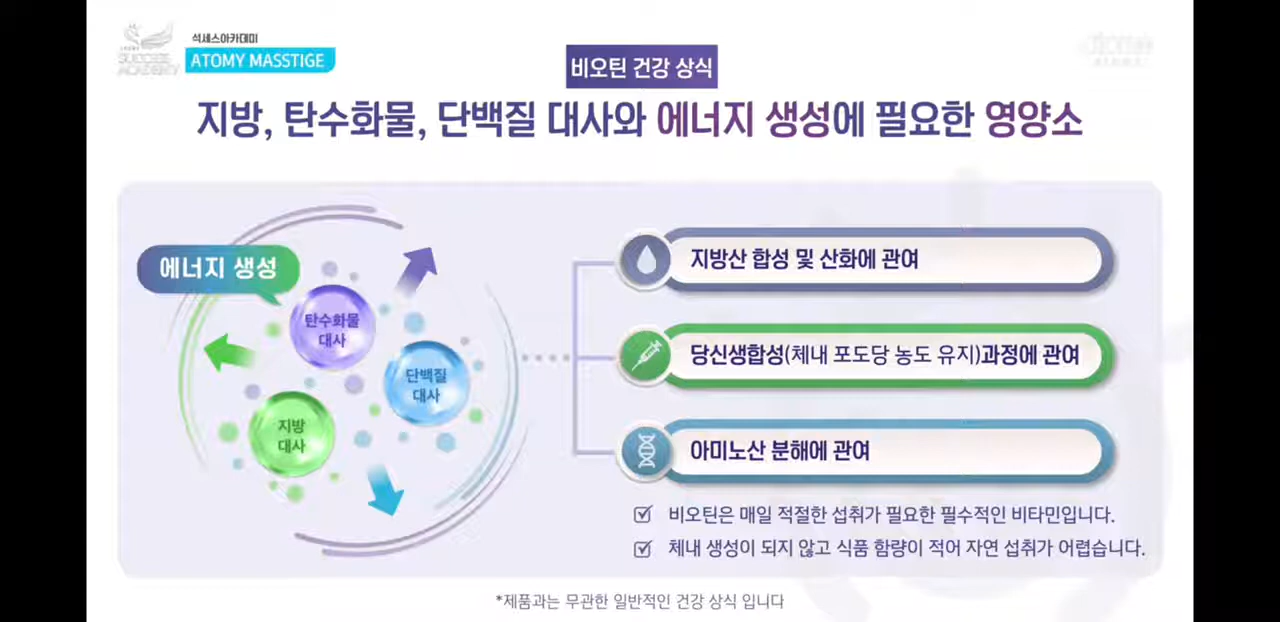 석세스아카데미
SUCCESS
ACADEMY
ATOMY MASSTIGE
비오틴 건강 상식
지방, 탄수화물, 단백질 대사와 에너지 생성에 필요한 영양소
에너지 생성
탄수화물
대사
단백질
대사
지방
대사
지방산 합성 및 산화에 관여
당신생합성(체내 포도당 농도 유지)과정에 관여
아미노산 분해에 관여
비오틴은 매일 적절한 섭취가 필요한 필수적인 비타민입니다.
체내 생성이 되지 않고 식품 함량이 적어 자연 섭취가 어렵습니다.
*제품과는 무관한 일반적인 건강 상식 입니다